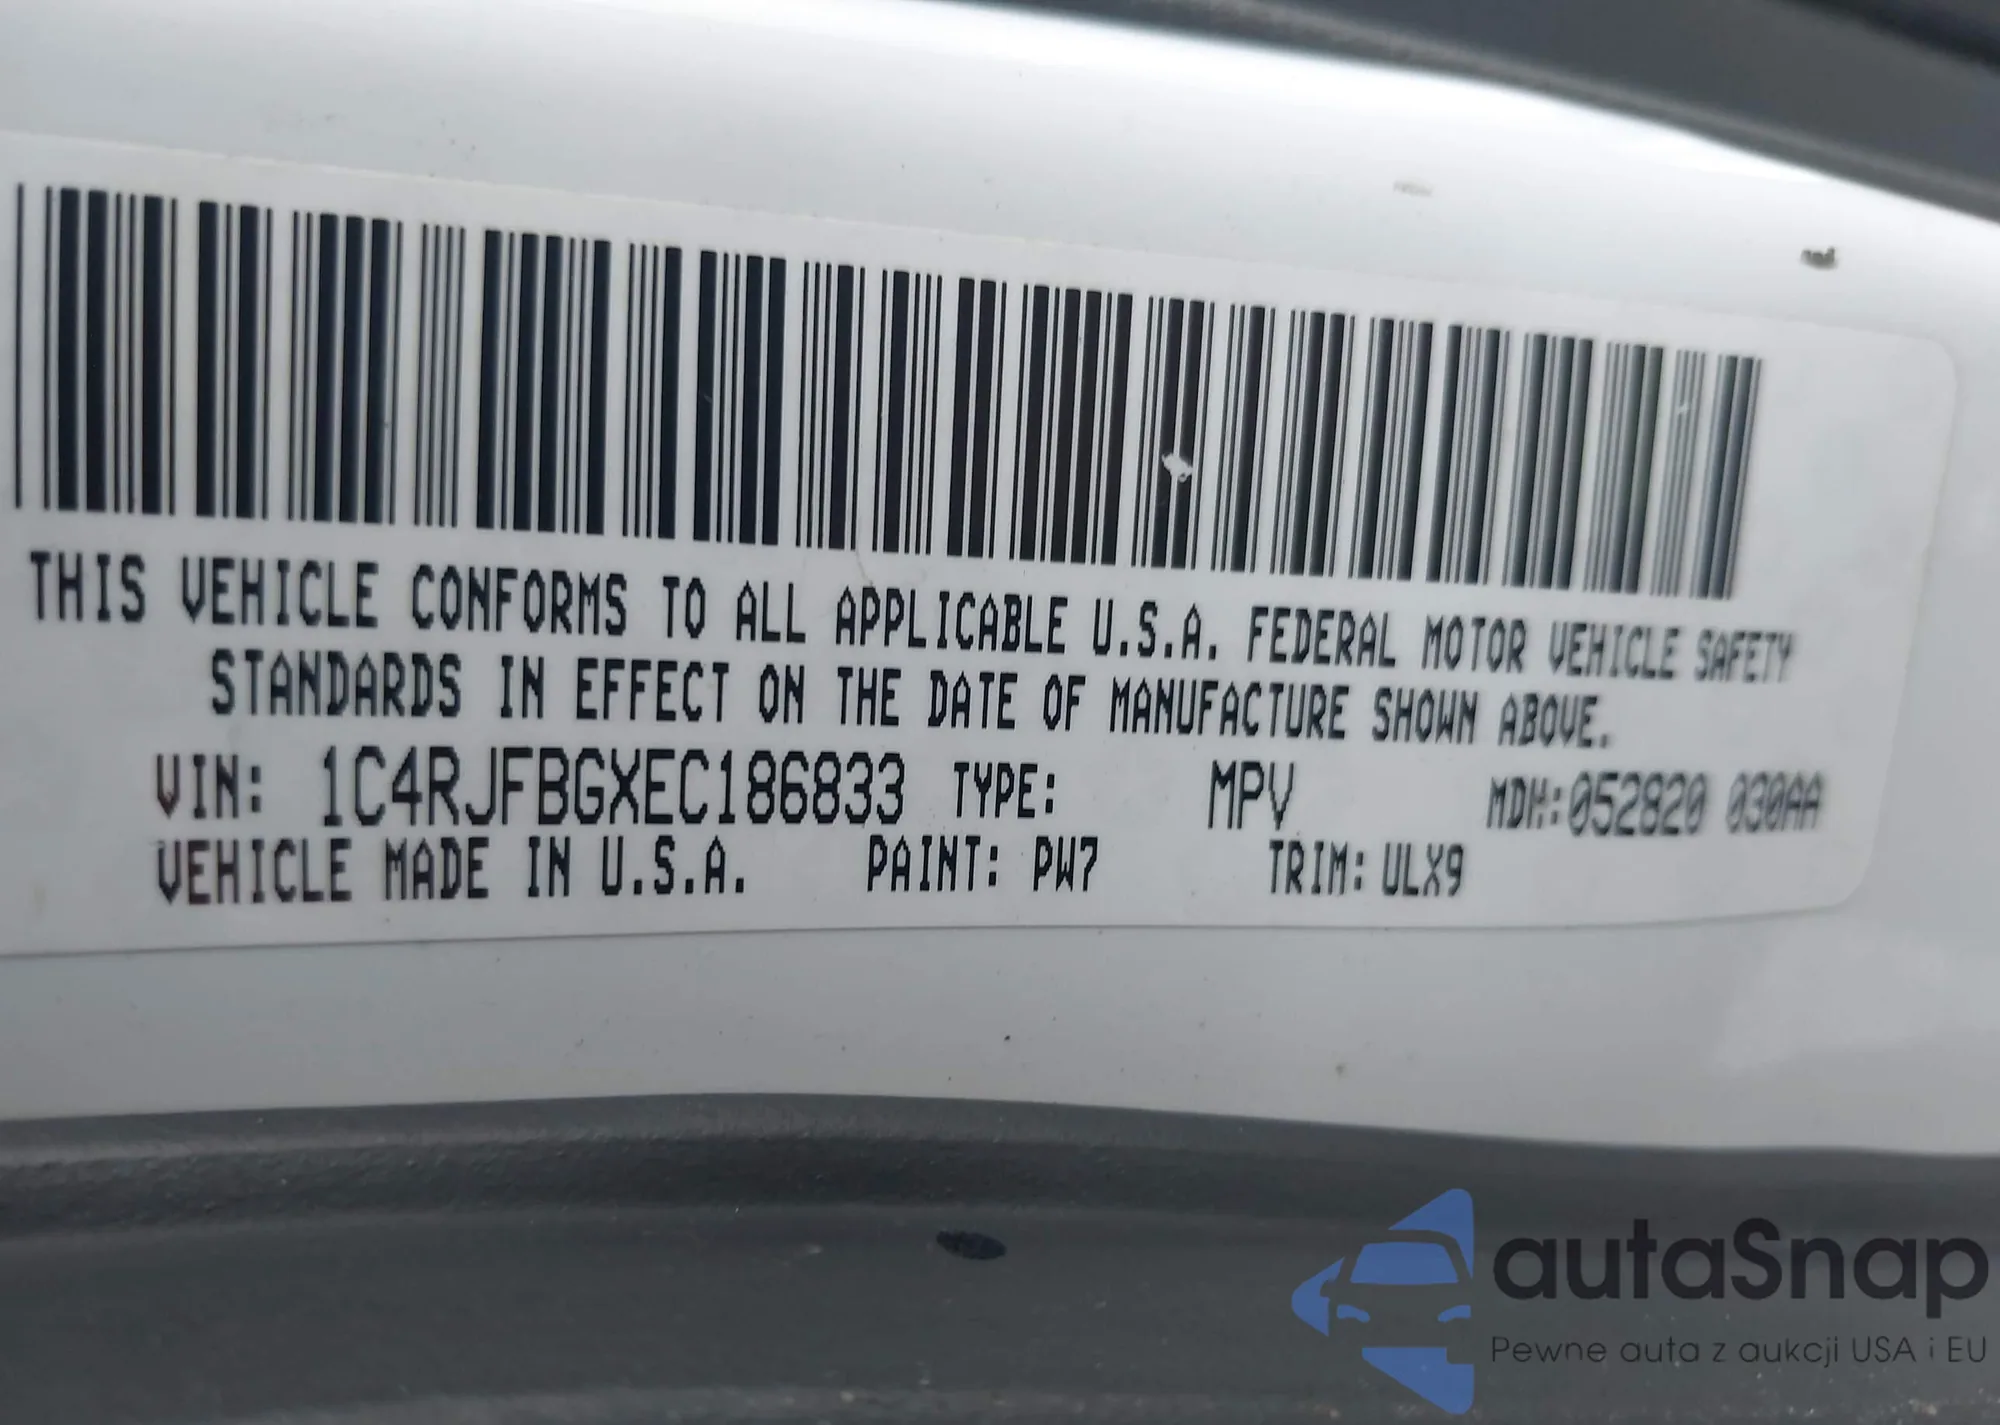 THIS VEHICLE CONFORMS TO ALL APPLICABLE U.S.A. FEDERAL MOTOR VEHICLE SAFETY
STANDARDS IN EFFECT ON THE DATE OF MANUFACTURE SHOWN ABOVE.
VIN: 1C4RJFBGXEC186833 TYPE: MPV MDH:052820 030AA
VEHICLE MADE IN U.S.A. PAINT: PW7 TRIM: ULX9
autaSnap
Pewne auta z aukcji USA i EU